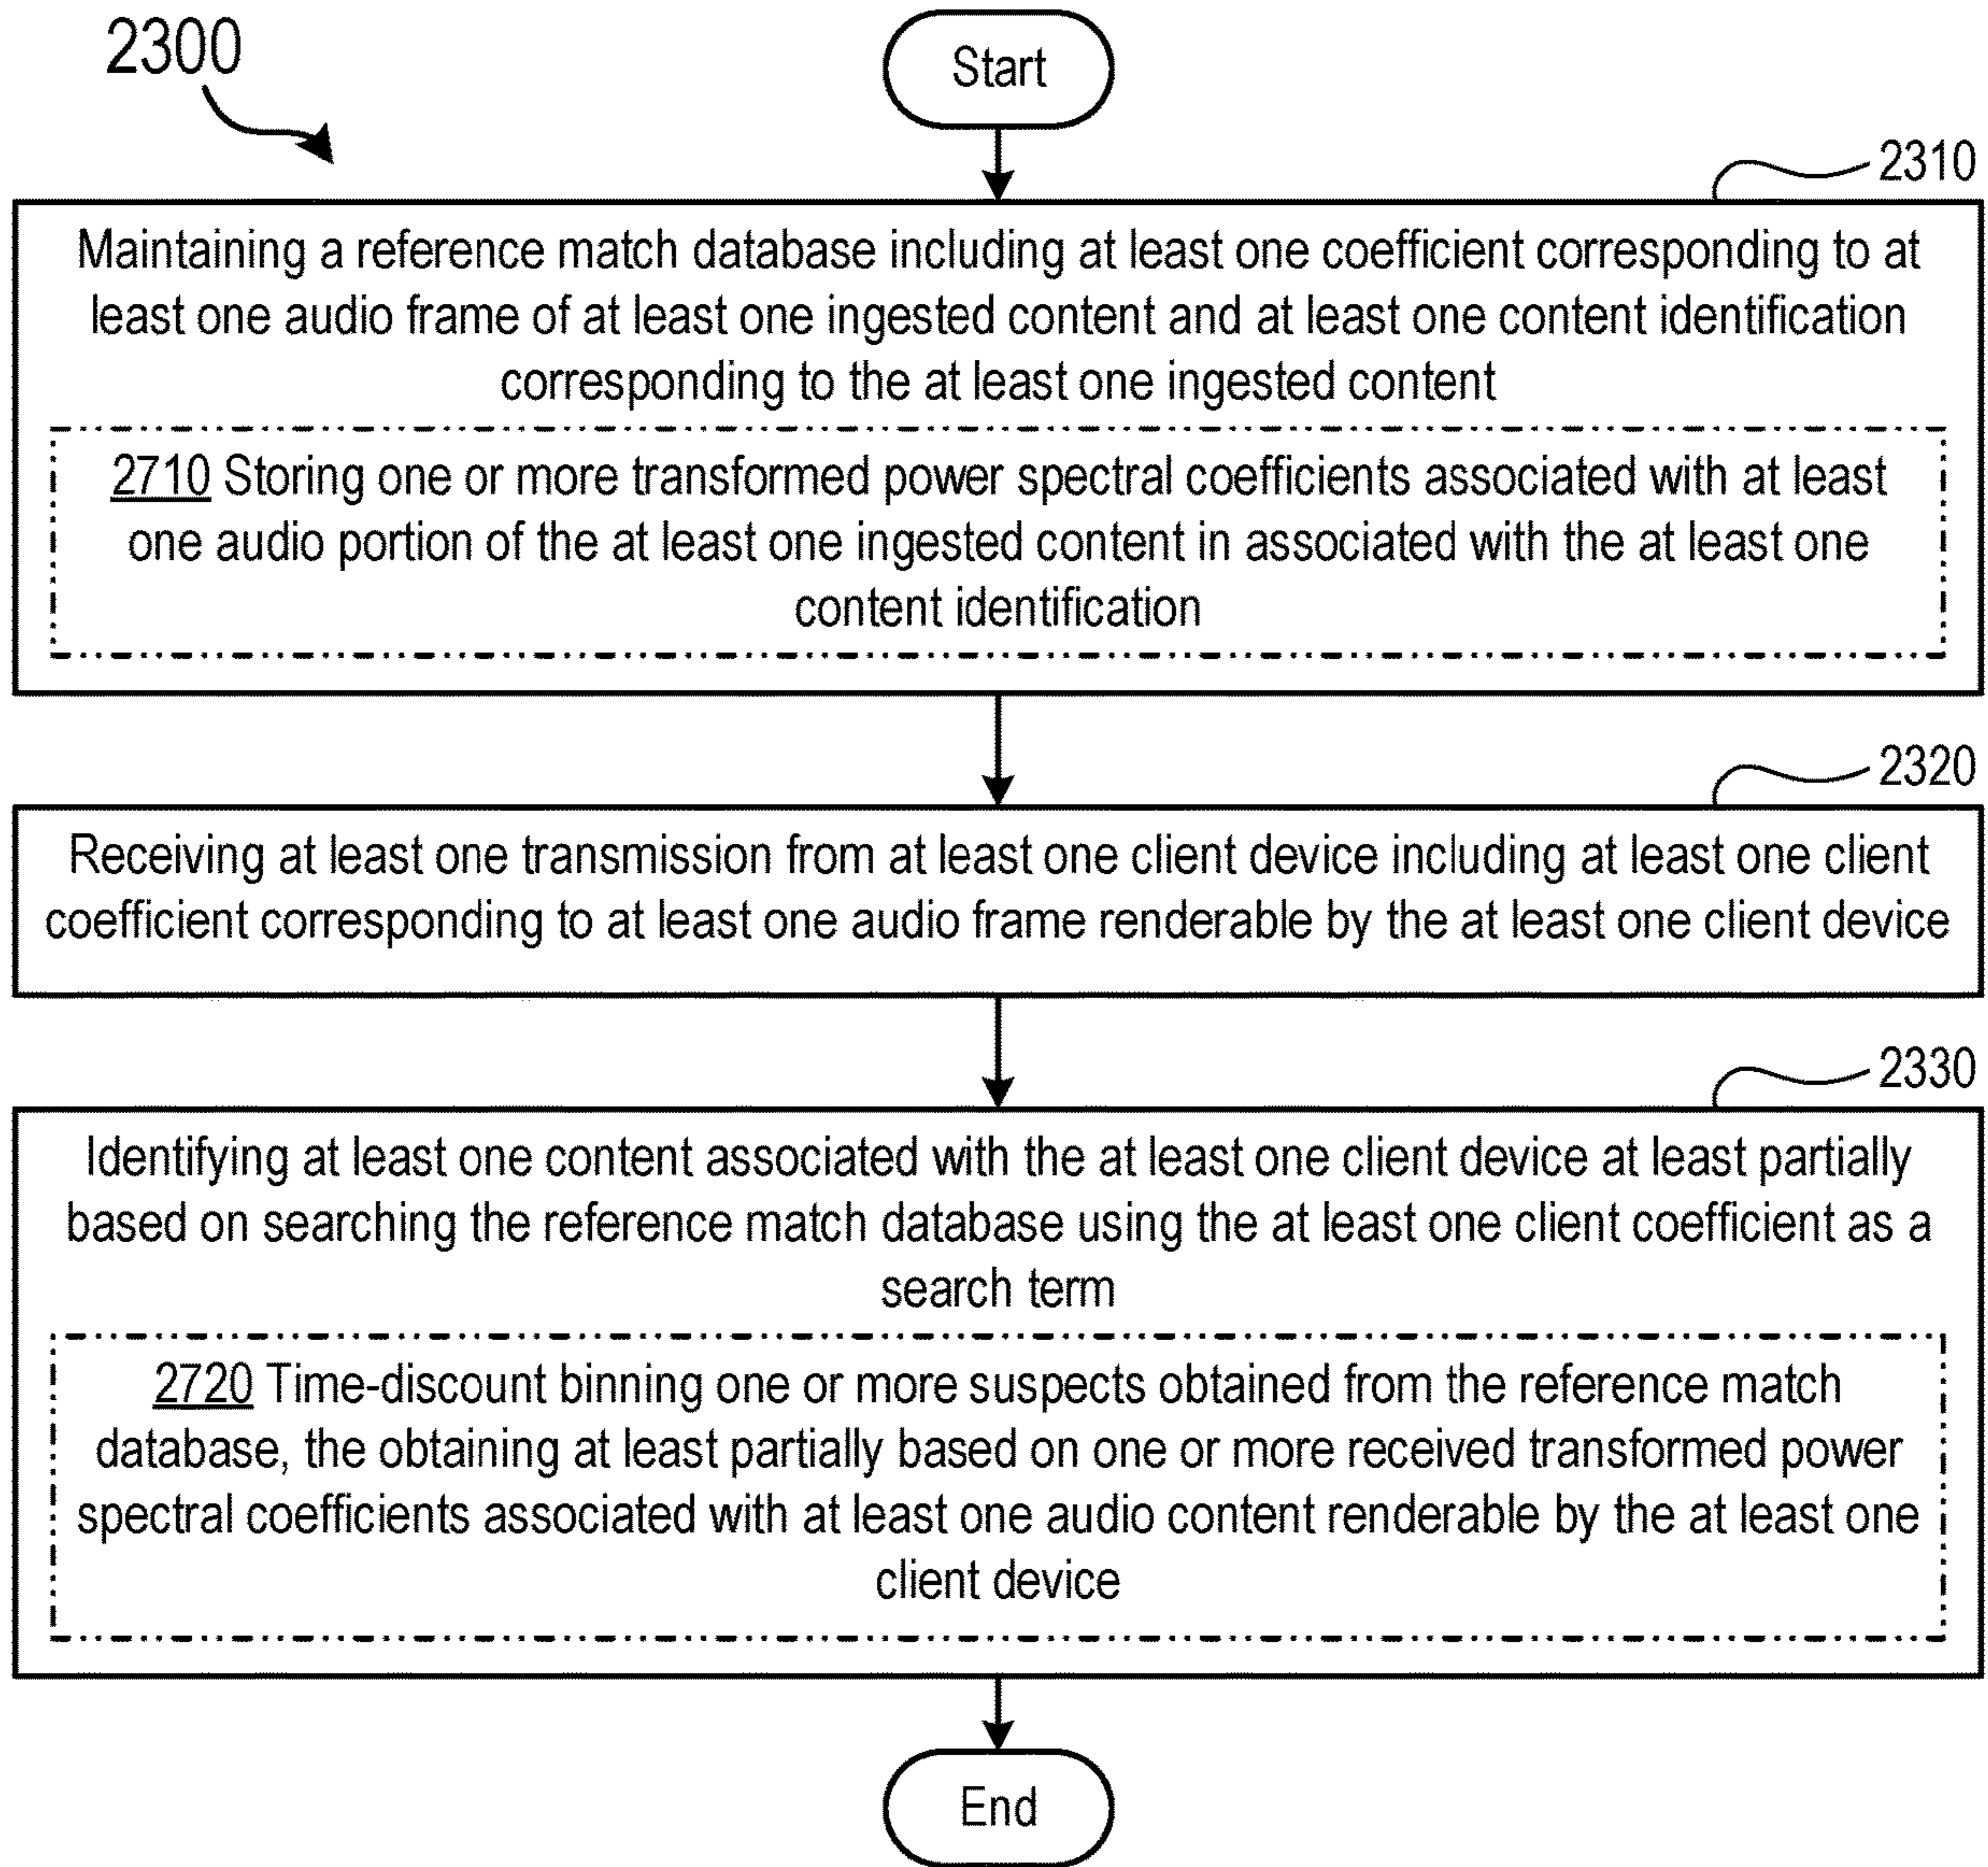 2300
Start
2310
Maintaining a reference match database including at least one coefficient corresponding to at
least one audio frame of at least one ingested content and at least one content identification
corresponding to the at least one ingested content
2710 Storing one or more transformed power spectral coefficients associated with at least
one audio portion of the at least one ingested content in associated with the at least one
content identification
2320
Receiving at least one transmission from at least one client device including at least one client
coefficient corresponding to at least one audio frame renderable by the at least one client device
2330
Identifying at least one content associated with the at least one client device at least partially
based on searching the reference match database using the at least one client coefficient as a
search term
2720 Time-discount binning one or more suspects obtained from the reference match
database, the obtaining at least partially based on one or more received transformed power
spectral coefficients associated with at least one audio content renderable by the at least one
client device
End